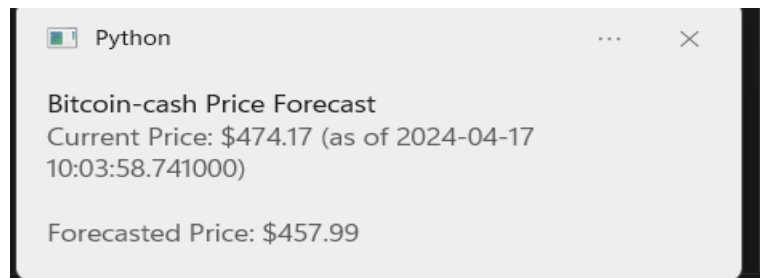 Python
Bitcoin-cash Price Forecast
Current Price: $474.17 (as of 2024-04-17
10:03:58.741000)
Forecasted Price: $457.99